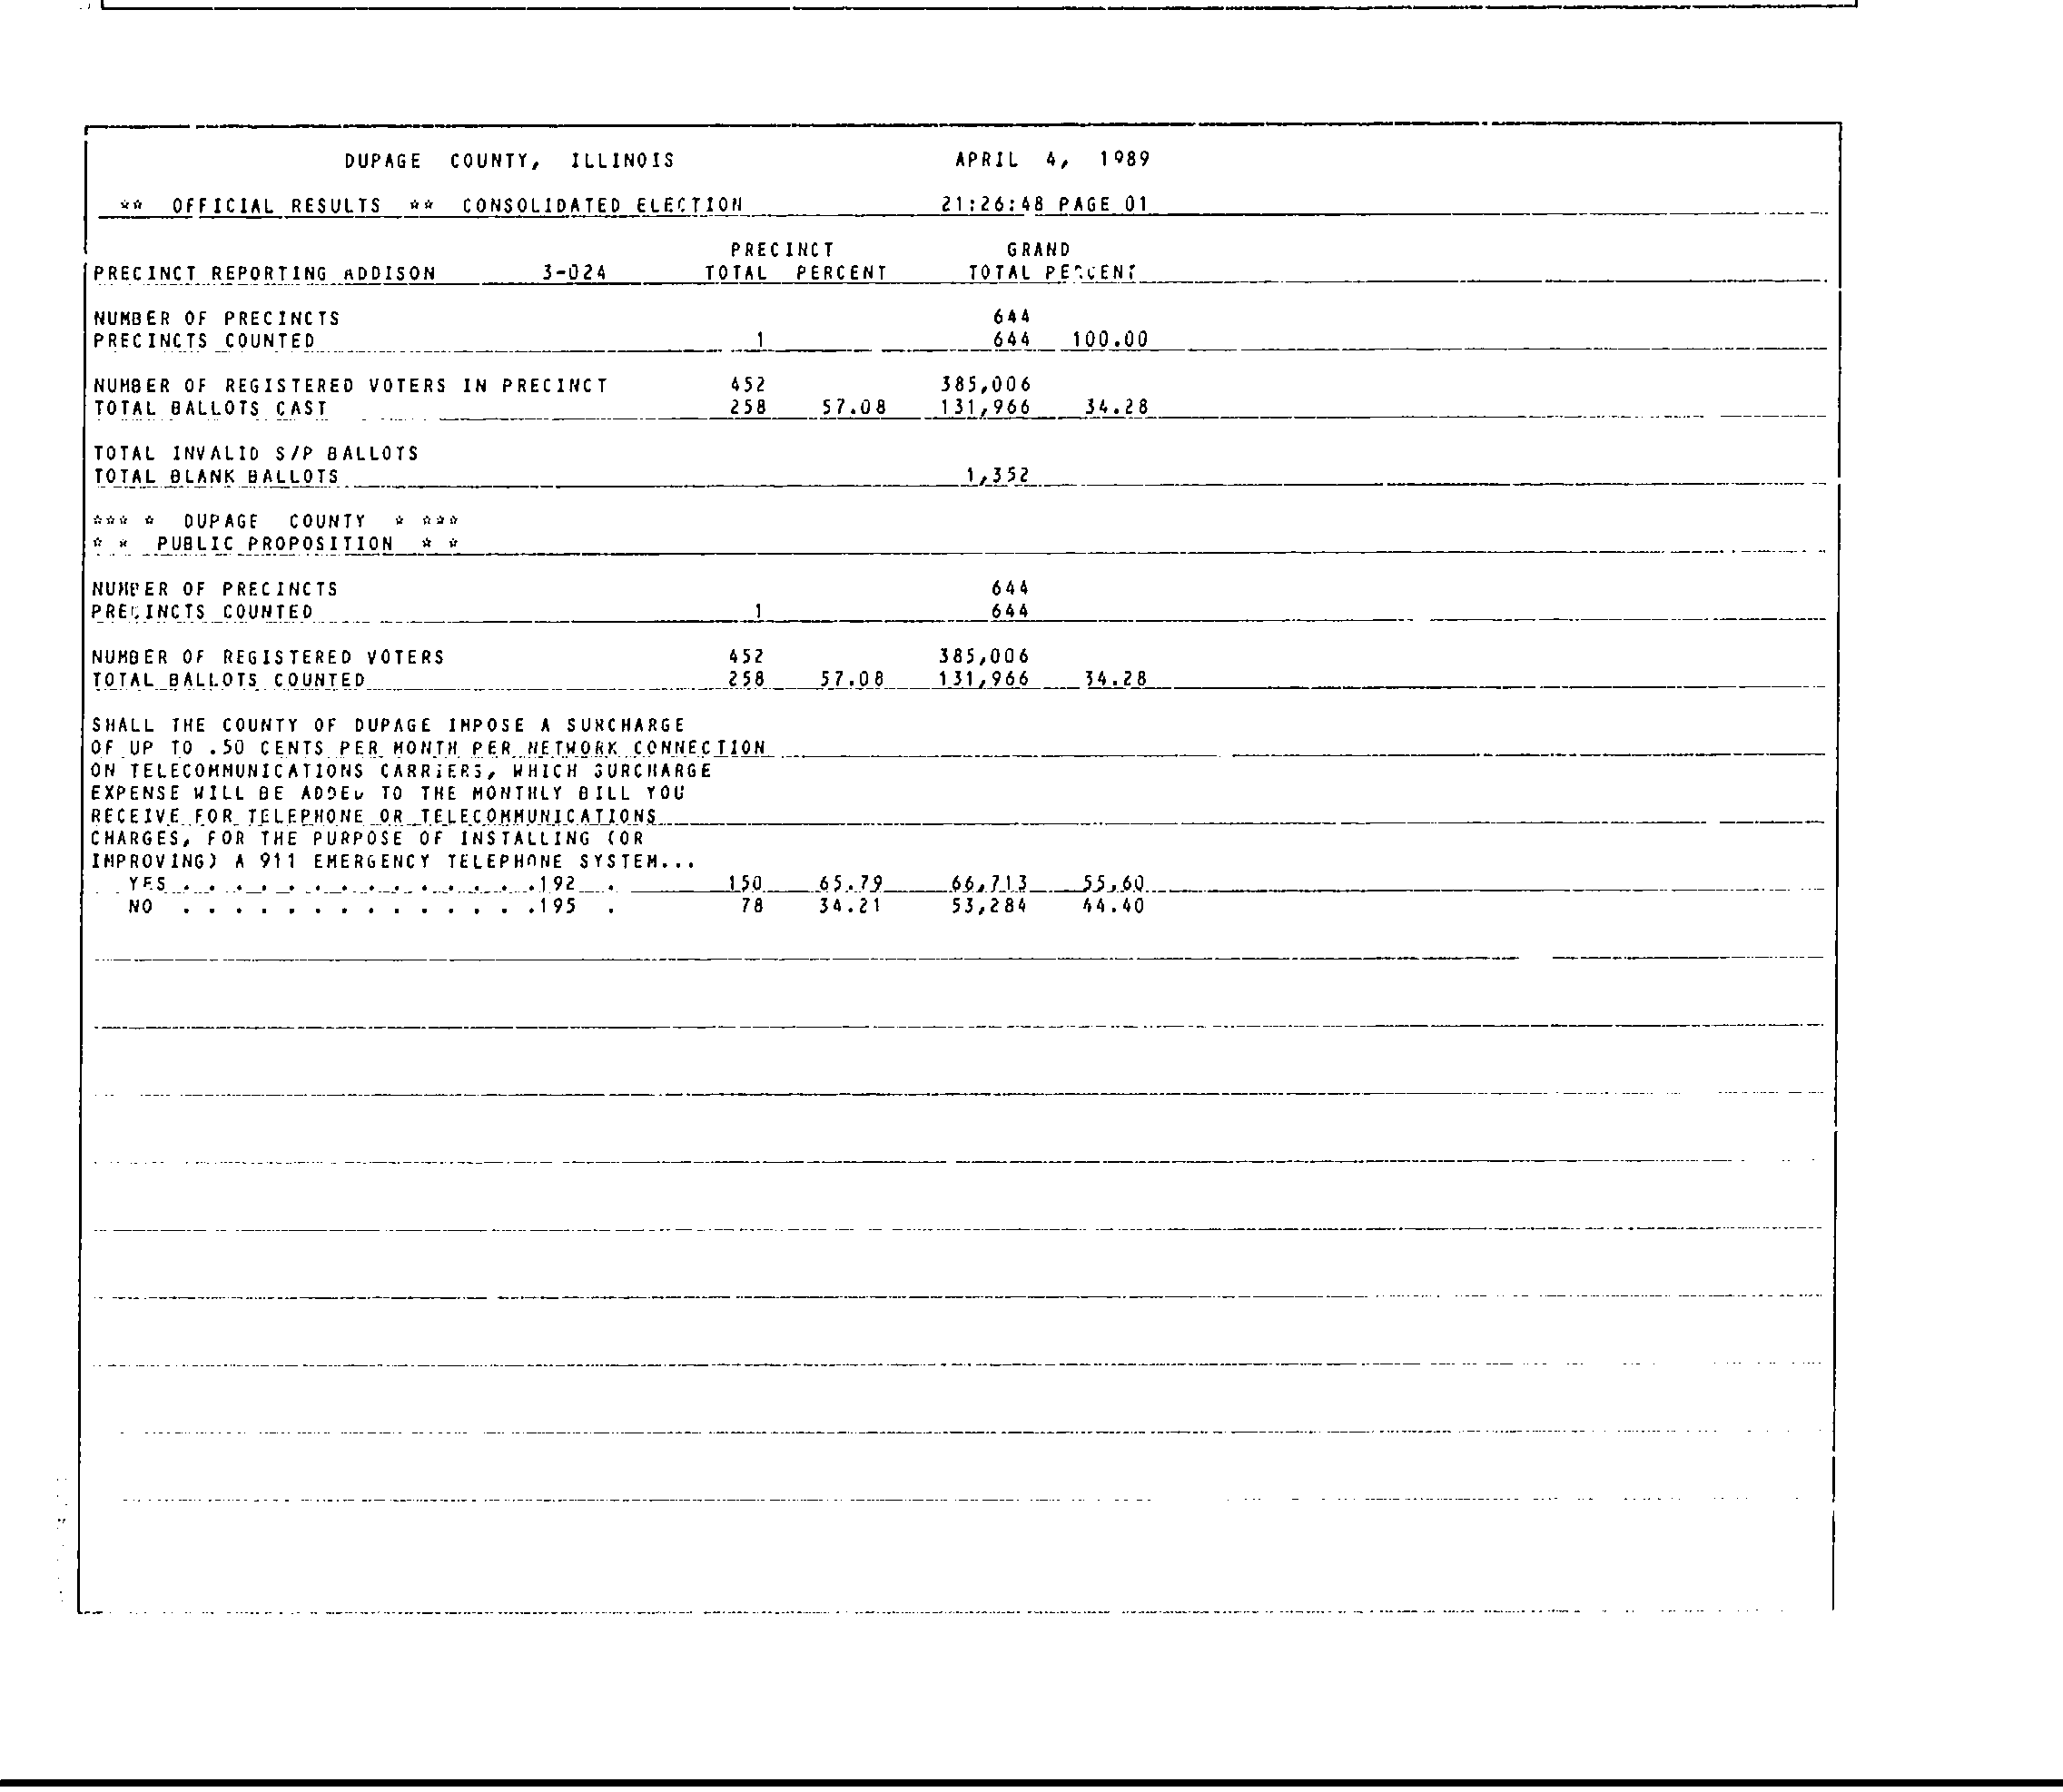 DUPAGE COUNTY, ILLINOIS APRIL 4, 1989
** OFFICIAL RESULTS ** CONSOLIDATED ELECTION 21:26:48 PAGE 01
PRECINCT GRAND
PRECINCT REPORTING ADDISON 3-024 TOTAL PERCENT TOTAL PERCENT
NUMBER OF PRECINCTS 644
PRECINCTS COUNTED 1 644 100.00
NUMBER OF REGISTERED VOTERS IN PRECINCT 452 385,006
TOTAL BALLOTS CAST 258 57.08 131,966 34.28
TOTAL INVALID S/P BALLOTS
TOTAL BLANK BALLOTS 1,352
*** * DUPAGE COUNTY * ***
* * PUBLIC PROPOSITION * *
NUMBER OF PRECINCTS 644
PRECINCTS COUNTED 1 644
NUMBER OF REGISTERED VOTERS 452 385,006
TOTAL BALLOTS COUNTED 258 57.08 131,966 34.28
SHALL THE COUNTY OF DUPAGE IMPOSE A SURCHARGE
OF UP TO .50 CENTS PER MONTH PER NETWORK CONNECTION
ON TELECOMMUNICATIONS CARRIERS, WHICH SURCHARGE
EXPENSE WILL BE ADDED TO THE MONTHLY BILL YOU
RECEIVE FOR TELEPHONE OR TELECOMMUNICATIONS
CHARGES, FOR THE PURPOSE OF INSTALLING (OR
IMPROVING) A 911 EMERGENCY TELEPHONE SYSTEM...
YES . . . . . . . . . . . . . .192 . 150 65.79 66,713 55.60
NO . . . . . . . . . . . . . .195 . 78 34.21 53,284 44.40